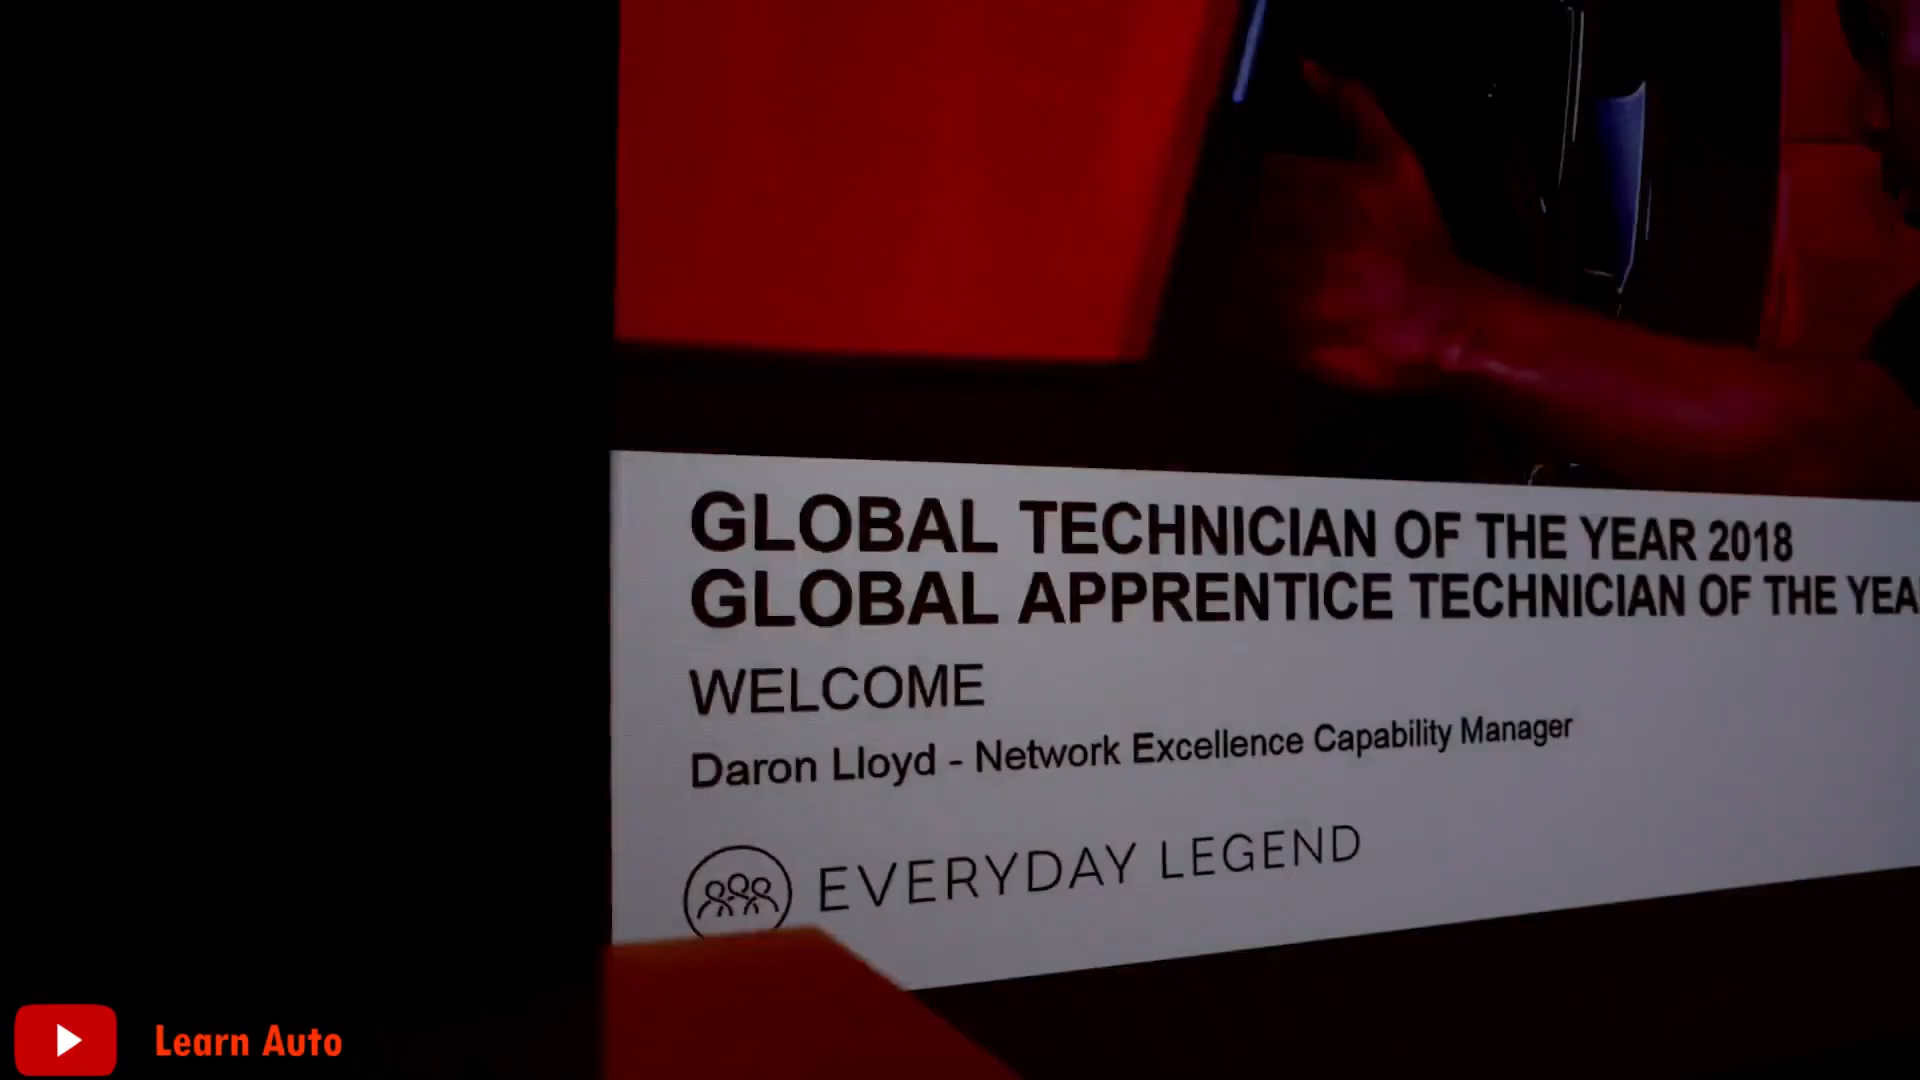 GLOBAL TECHNICIAN OF THE YEAR 2018
GLOBAL APPRENTICE TECHNICIAN OF THE YEA
WELCOME
Daron Lloyd - Network Excellence Capability Manager
EVERYDAY LEGEND
Learn Auto